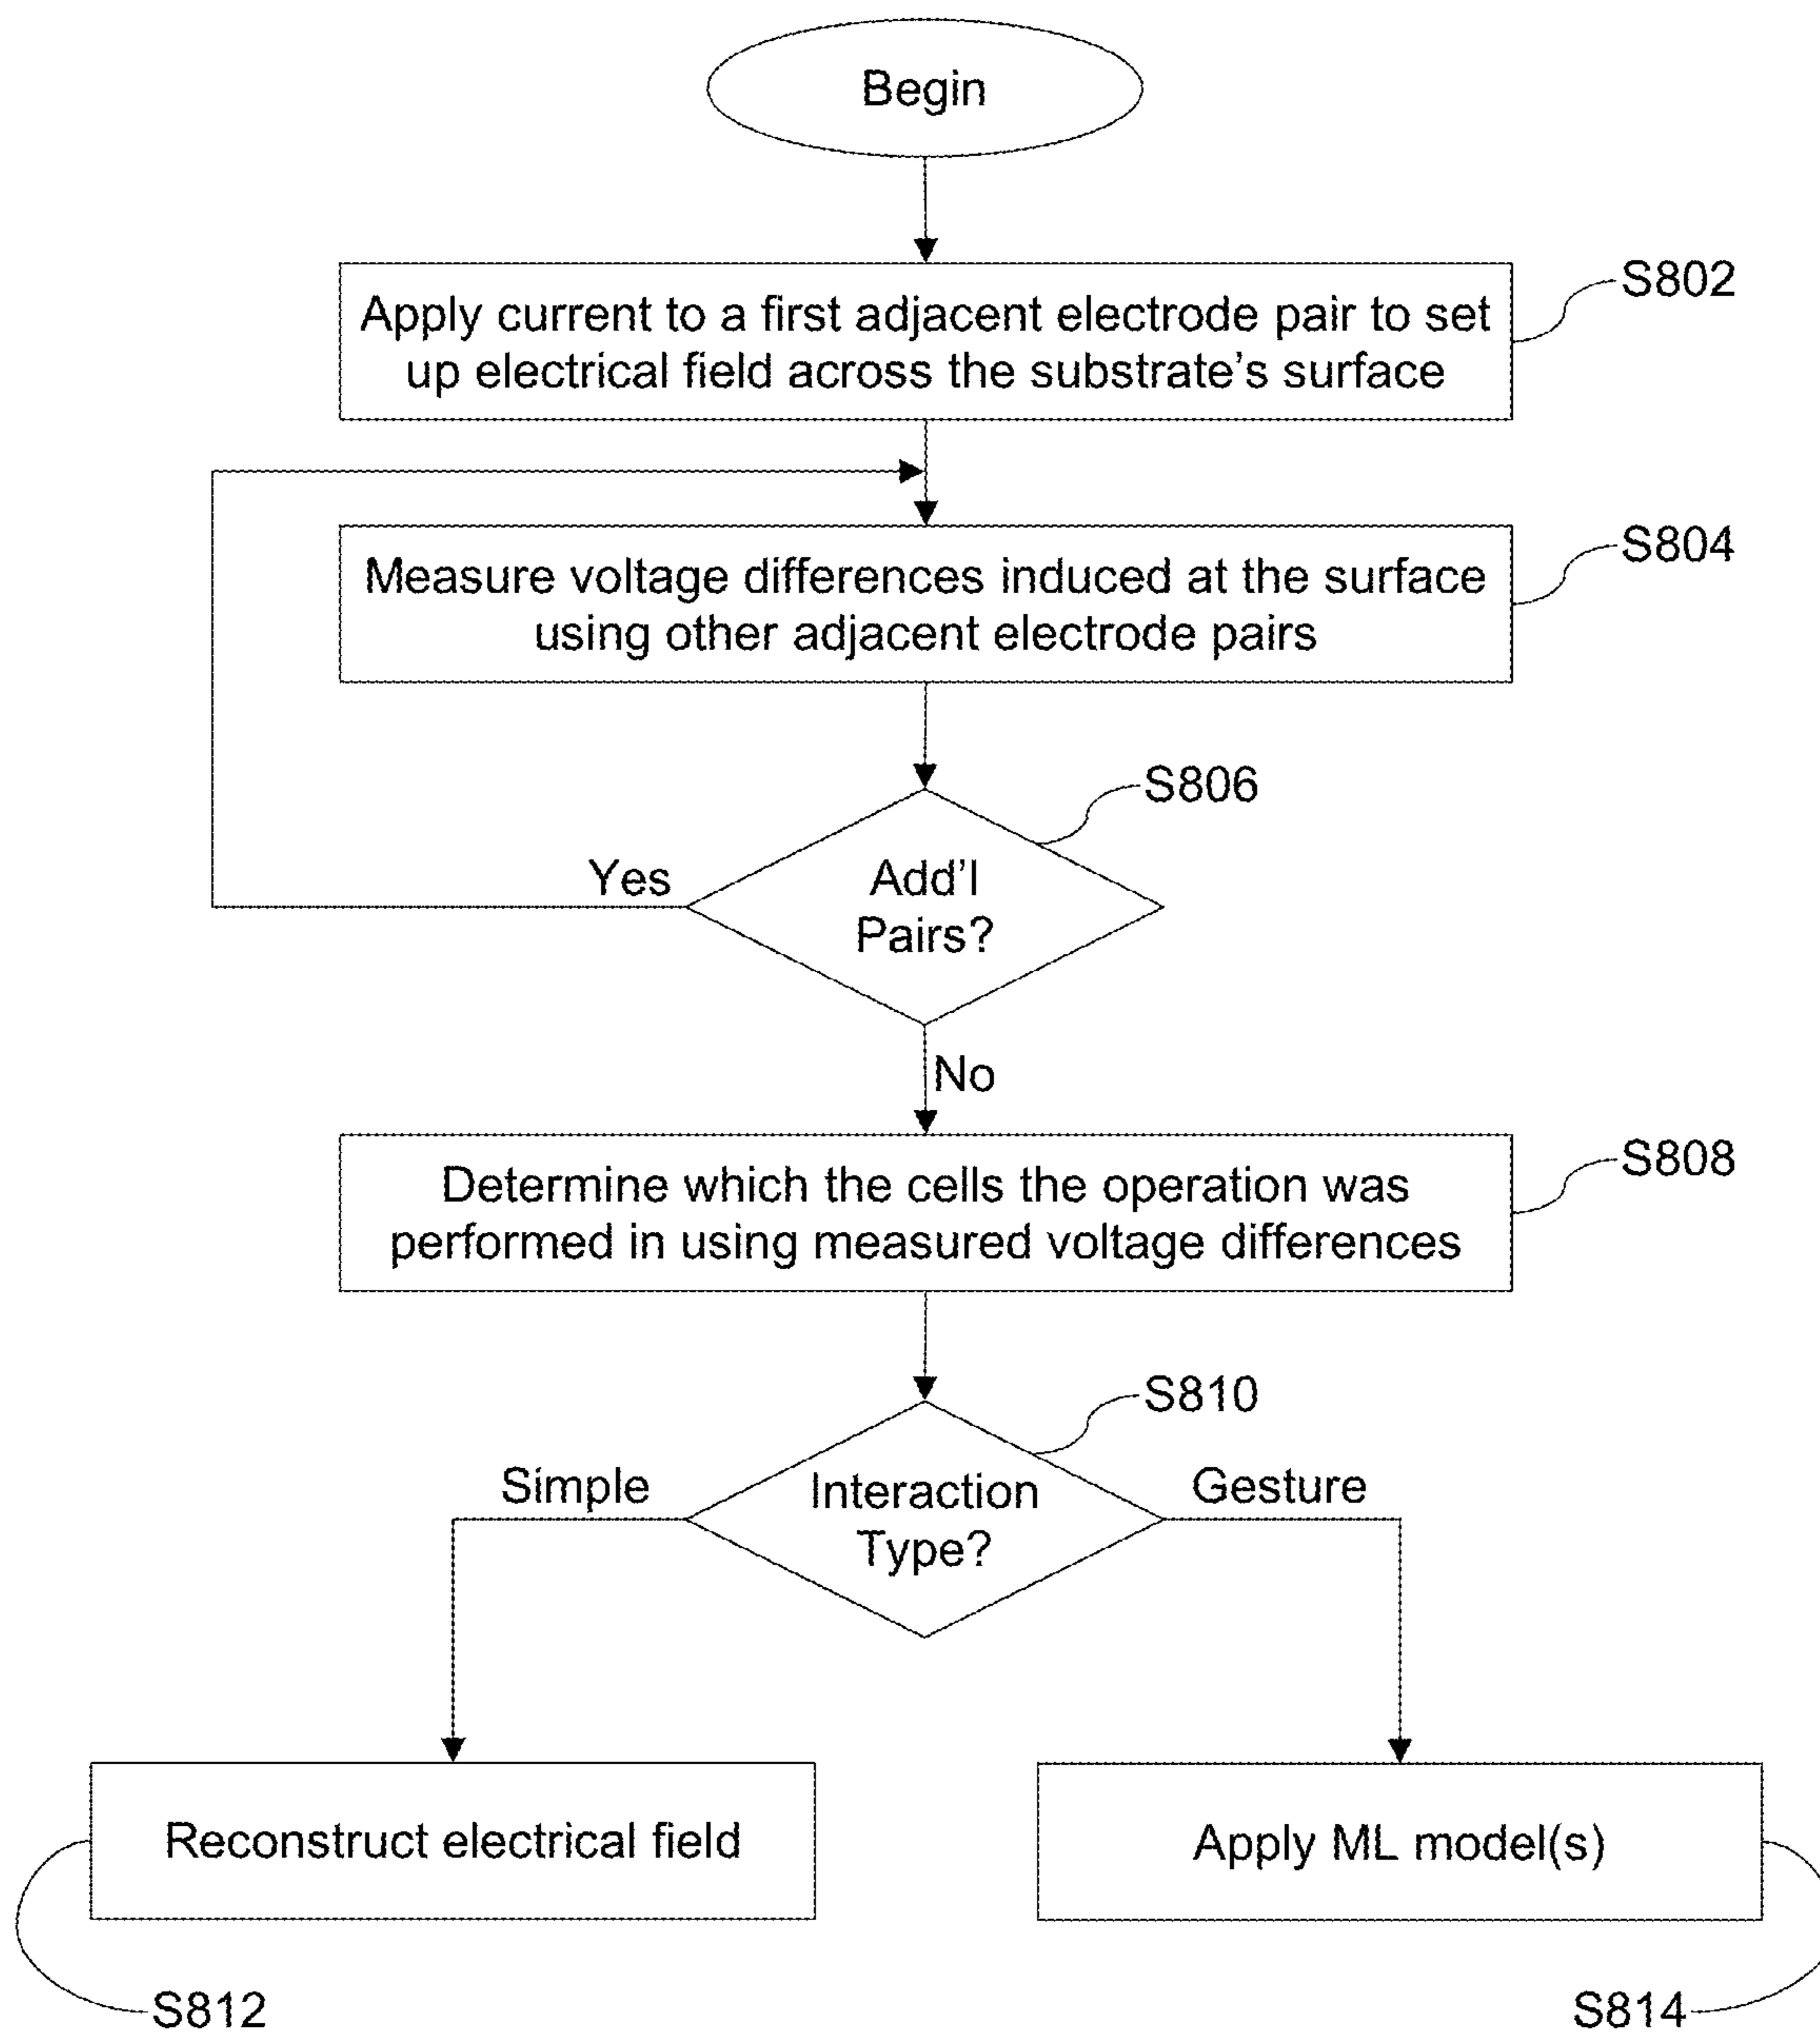 Begin
S802
Apply current to a first adjacent electrode pair to set
up electrical field across the substrate’s surface
S804
Measure voltage differences induced at the surface
using other adjacent electrode pairs
S806
Add’l
Pairs?
Yes
No
S808
Determine which the cells the operation was
performed in using measured voltage differences
S810
Interaction
Type?
Simple
Gesture
Reconstruct electrical field
Apply ML model(s)
S812
S814